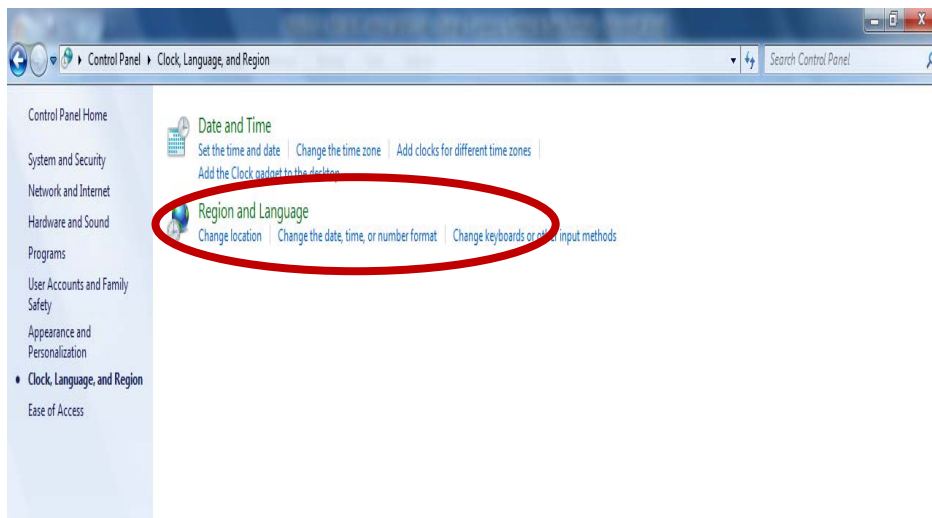 Control Panel Clock, Language, and Region
Search Control Panel
Control Panel Home
System and Security
Network and Internet
Hardware and Sound
Programs
User Accounts and Family
Safety
Appearance and
Personalization
Clock, Language, and Region
Ease of Access
Date and Time
Set the time and date Change the time zone Add clocks for different time zones
Add the Clock gadget to the desktop
Region and Language
Change location Change the date, time, or number format Change keyboards or other input methods